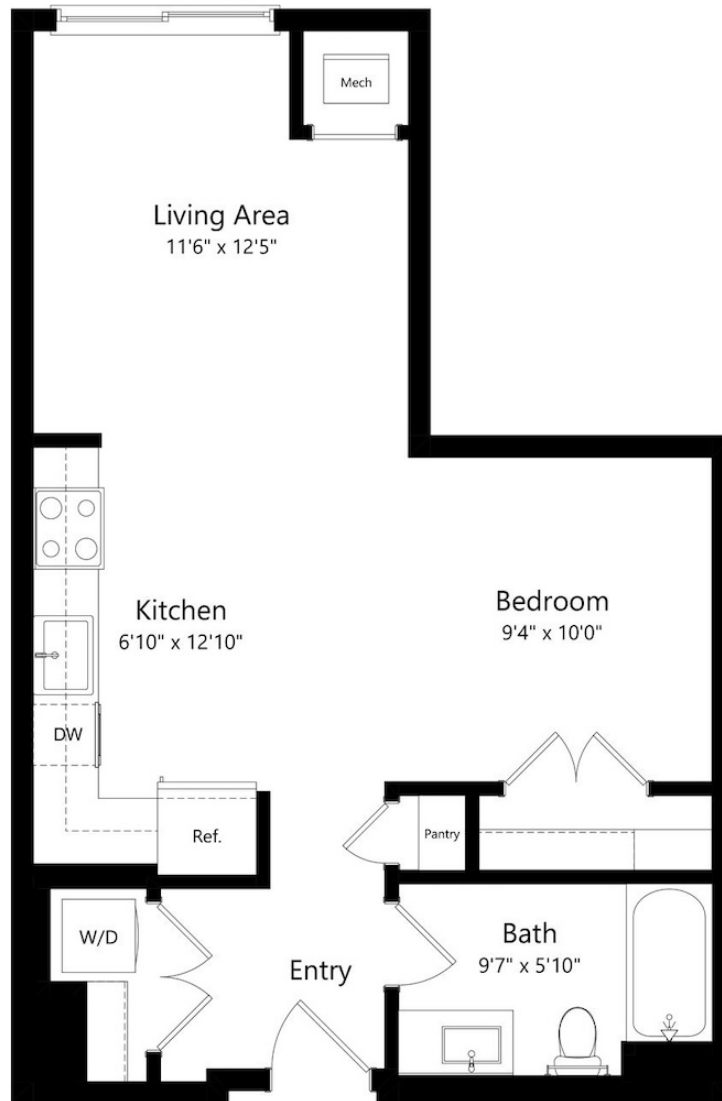 Mech
Living Area
11'6" x 12'5"
Kitchen
6'10" x 12'10"
Bedroom
9'4" x 10'0"
DW
Ref.
Pantry
W/D
Entry
Bath
9'7" x 5'10"